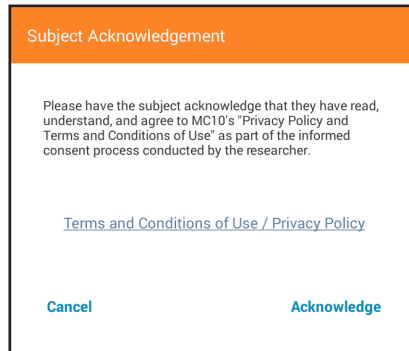 Subject Acknowledgement
Please have the subject acknowledge that they have read,
understand, and agree to MC10's "Privacy Policy and
Terms and Conditions of Use" as part of the informed
consent process conducted by the researcher.
Terms and Conditions of Use / Privacy Policy
Cancel Acknowledge